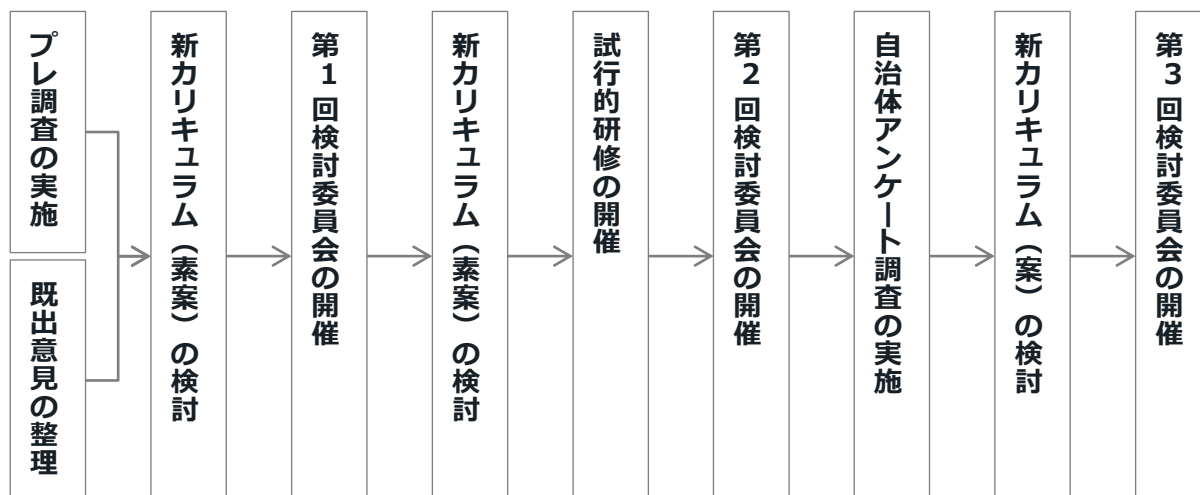 プレ調査の実施
既出意見の整理
新カリキュラム（素案）の検討
第1回検討委員会の開催
新カリキュラム（素案）の検討
試行的研修の開催
第2回検討委員会の開催
自治体アンケート調査の実施
新カリキュラム（案）の検討
第3回検討委員会の開催